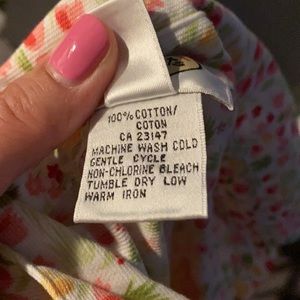 100% COTTON/
COTON
CA 23147
MACHINE WASH COLD
GENTLE CYCLE
NON-CHLORINE BLEACH
TUMBLE DRY LOW
WARM IRON